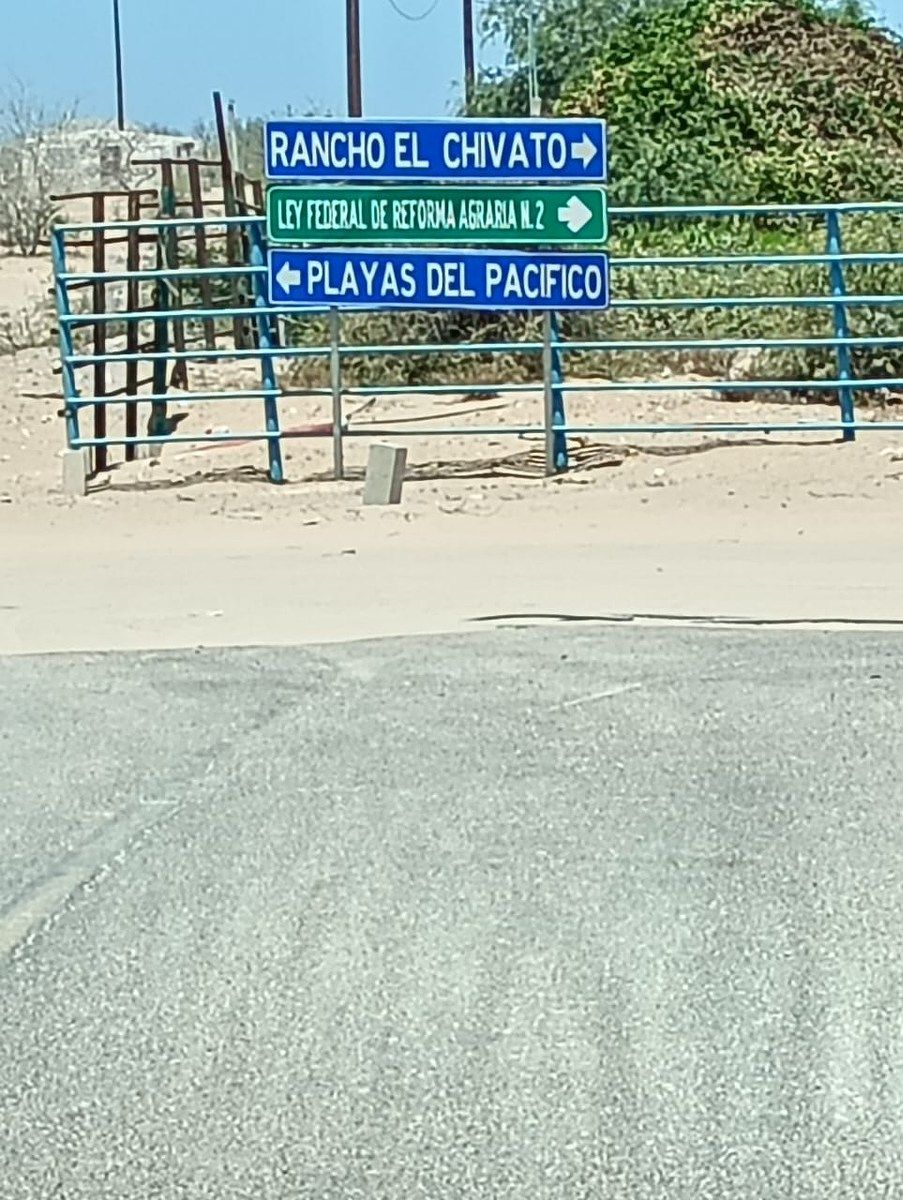 RANCHO EL CHIVATO
LEY FEDERAL DE REFORMA AGRARIA N. 2
PLAYAS DEL PACIFICO